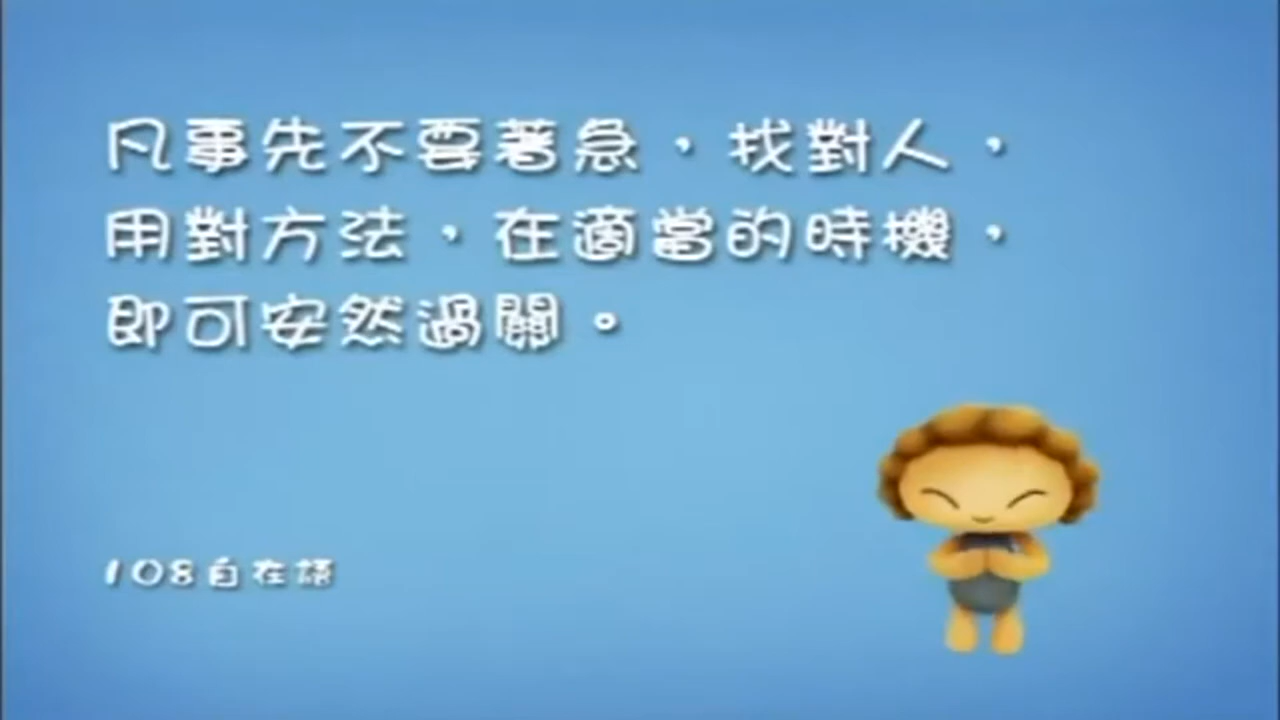 凡事先不要著急，找對人，
用對方法，在適當的時機，
即可安然過關。
108自在語